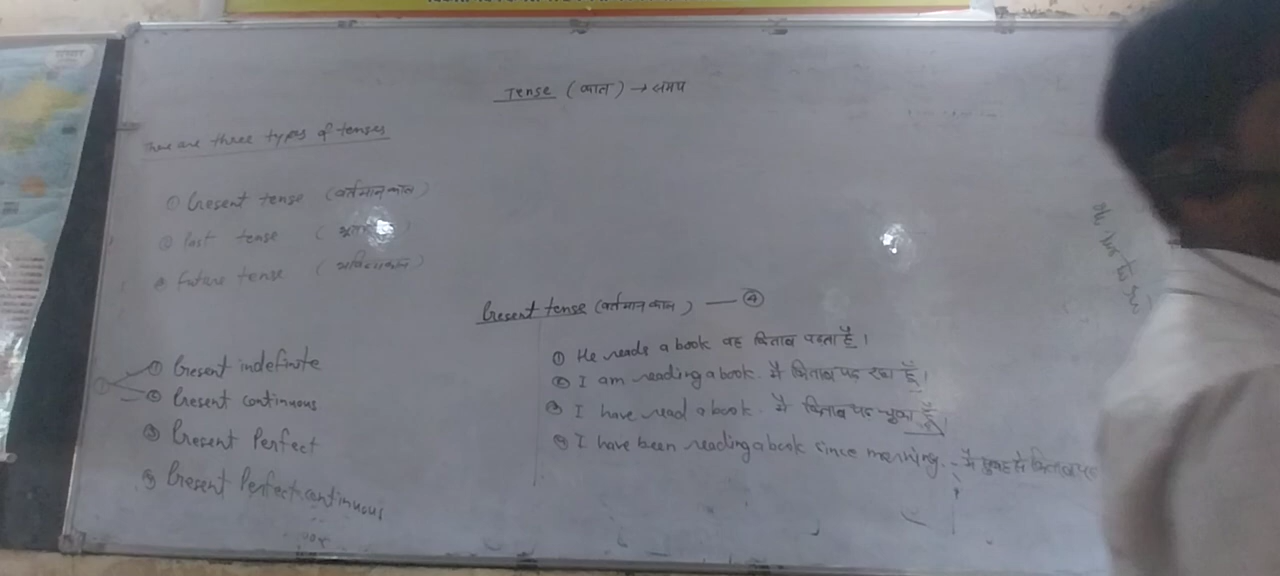 Tense (काल) → समय
There are three types of tenses
① Present tense (वर्तमान काल)
② Past tense (
③ Future tense (
Present tense (वर्तमान काल) — ④
① Present indefinite
② Present continuous
③ Present Perfect
Present Perfect continuous
① He reads a book वह किताब पढता है।
② I am reading a book. मै किताब पढ रहा हूँ।
③ I have read a book. मै किताब पढ चुका हूँ।
④ I have been reading a book since morning. - मै सुबह से किताब पढ